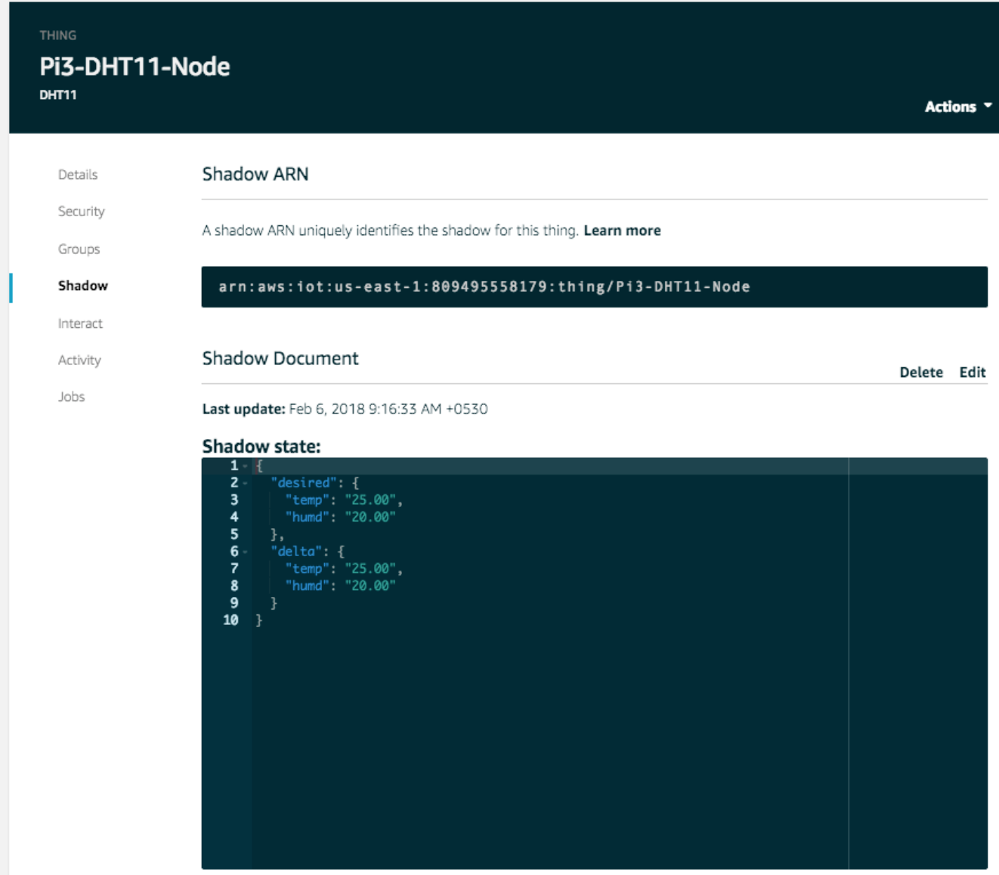 THING
Pi3-DHT11-Node
DHT11
Actions
Details
Security
Groups
Shadow
Interact
Activity
Jobs
Shadow ARN
A shadow ARN uniquely identifies the shadow for this thing. Learn more
arn:aws:iot:us-east-1:809495558179:thing/Pi3-DHT11-Node
Shadow Document
Delete Edit
Last update: Feb 6, 2018 9:16:33 AM +0530
Shadow state:
1 {
2 "desired": {
3 "temp": "25.00",
4 "humd": "20.00"
5 },
6 "delta": {
7 "temp": "25.00",
8 "humd": "20.00"
9 }
10 }